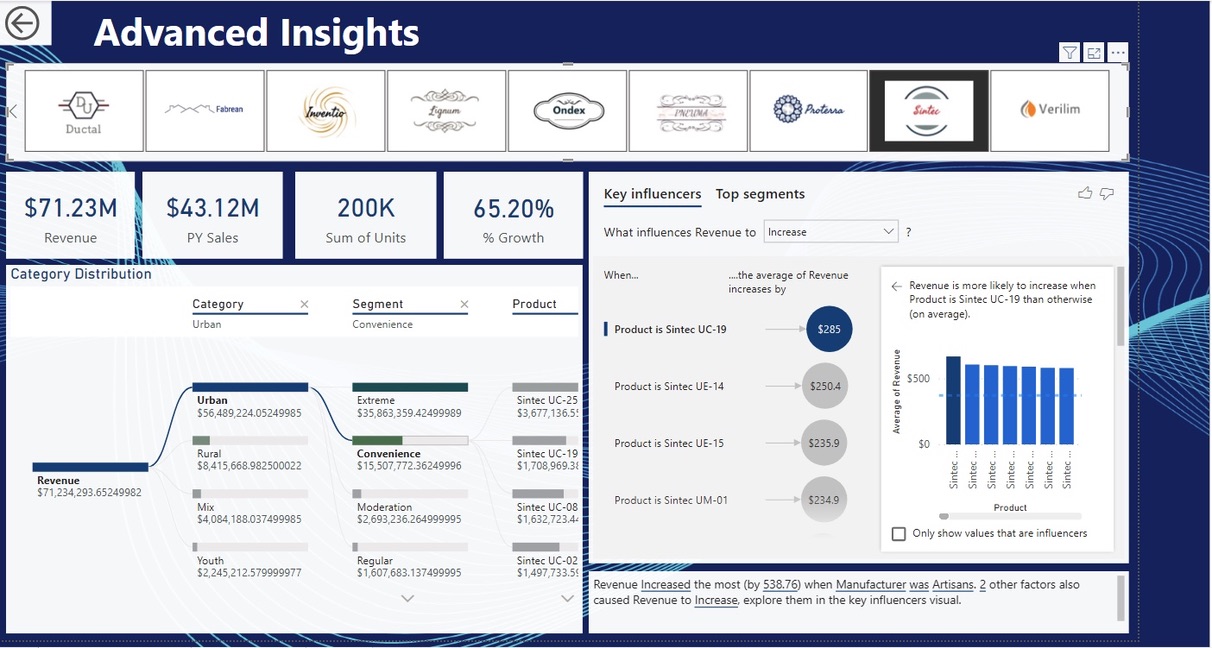 Advanced Insights
DU
Ductal
Fabrean
Inventio
Lignum
Ondex
PNEUMA
Proterra
Sintec
Verilim
$71.23M
Revenue
$43.12M
PY Sales
200K
Sum of Units
65.20%
% Growth
Category Distribution
Category
Urban
Segment
Convenience
Product
Revenue
$71,234,293.65249982
Urban
$56,489,224.05249985
Rural
$8,415,668.982500022
Mix
$4,084,188.037499985
Youth
$2,245,212.579999977
Extreme
$35,863,359.42499989
Convenience
$15,507,772.36249996
Moderation
$2,693,236.264999995
Regular
$1,607,683.137499995
Sintec UC-25
$3,677,136.5
Sintec UC-19
$1,708,969.3
Sintec UC-08
$1,632,723.4
Sintec UC-02
$1,497,733.5
Key influencers Top segments
What influences Revenue to Increase ?
When...
....the average of Revenue
increases by
Product is Sintec UC-19 $285
Product is Sintec UE-14 $250.4
Product is Sintec UE-15 $235.9
Product is Sintec UM-01 $234.9
Revenue is more likely to increase when
Product is Sintec UC-19 than otherwise
(on average).
Average of Revenue
$500
$0
Sintec ...
Sintec ...
Sintec ...
Sintec ...
Sintec ...
Sintec ...
Sintec ...
Product
Only show values that are influencers
Revenue Increased the most (by 538.76) when Manufacturer was Artisans. 2 other factors also
caused Revenue to Increase, explore them in the key influencers visual.